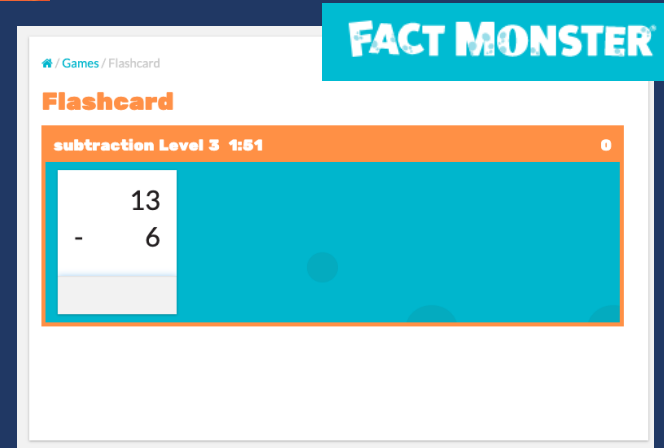 FACT MONSTER
/ Games / Flashcard
Flashcard
subtraction Level 3 1:51 0
13
- 6